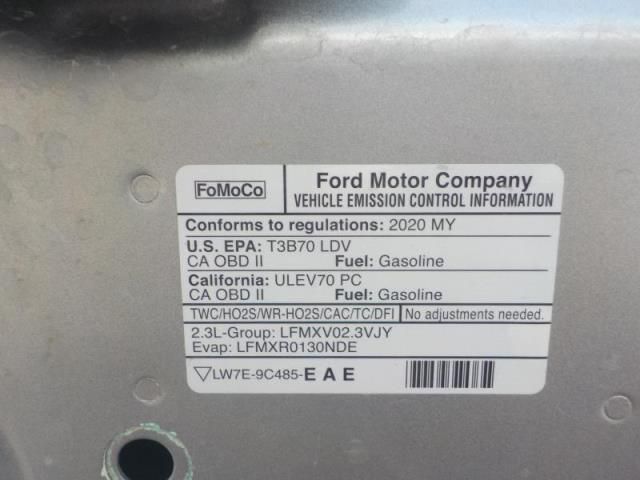 FoMoCo
Ford Motor Company
VEHICLE EMISSION CONTROL INFORMATION
Conforms to regulations: 2020 MY
U.S. EPA: T3B70 LDV
CA OBD II Fuel: Gasoline
California: ULEV70 PC
CA OBD II Fuel: Gasoline
TWC/HO2S/WR-HO2S/CAC/TC/DFI No adjustments needed.
2.3L-Group: LFMXV02.3VJY
Evap: LFMXR0130NDE
LW7E-9C485-EAE